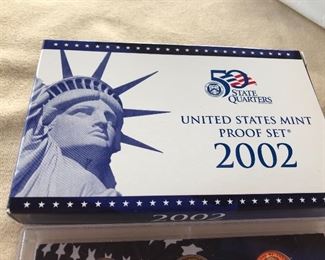 50
STATE
QUARTERS
UNITED STATES MINT
PROOF SET®
2002
2002